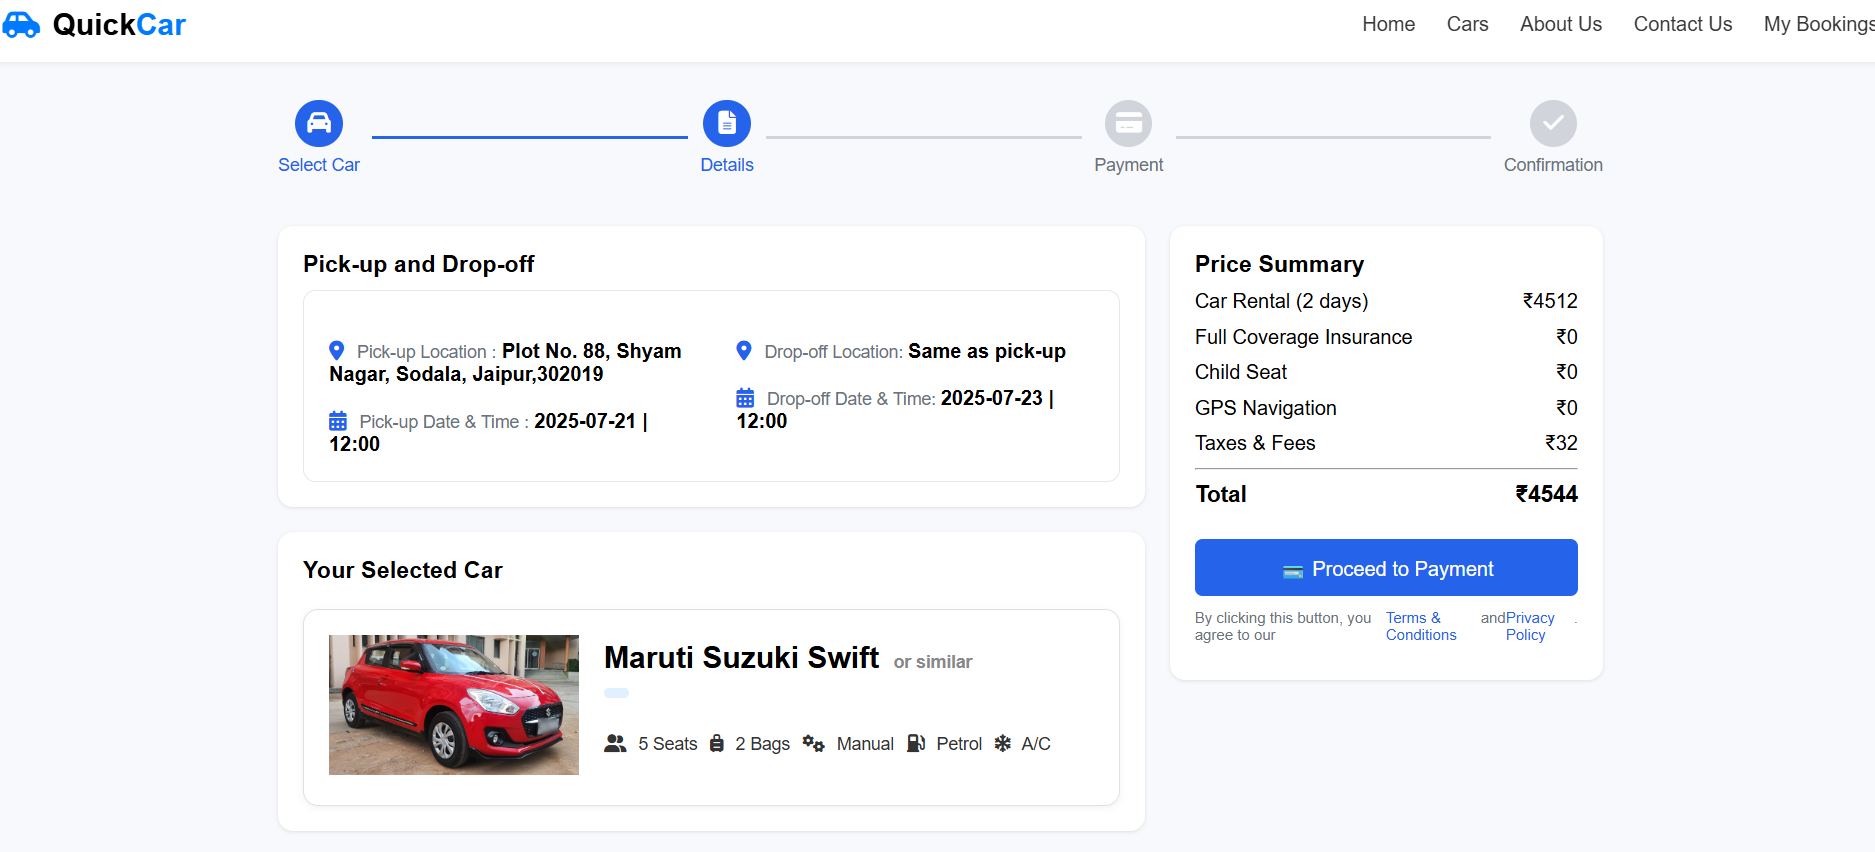 QuickCar
Home Cars About Us Contact Us My Bookings
Select Car
Details
Payment
Confirmation
Pick-up and Drop-off
Pick-up Location : Plot No. 88, Shyam
Nagar, Sodala, Jaipur,302019
Pick-up Date & Time : 2025-07-21 |
12:00
Drop-off Location: Same as pick-up
Drop-off Date & Time: 2025-07-23 |
12:00
Your Selected Car
Maruti Suzuki Swift or similar
5 Seats 2 Bags Manual Petrol A/C
Price Summary
Car Rental (2 days) ₹4512
Full Coverage Insurance ₹0
Child Seat ₹0
GPS Navigation ₹0
Taxes & Fees ₹32
Total ₹4544
Proceed to Payment
By clicking this button, you
agree to our
Terms &
Conditions
and
Privacy
Policy
.